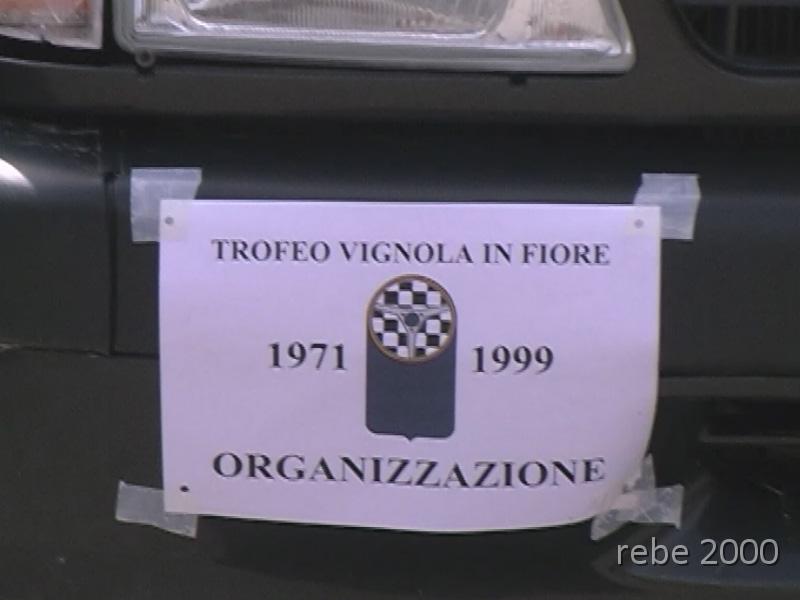 TROFEO VIGNOLA IN FIORE
1971 1999
ORGANIZZAZIONE
rebe 2000